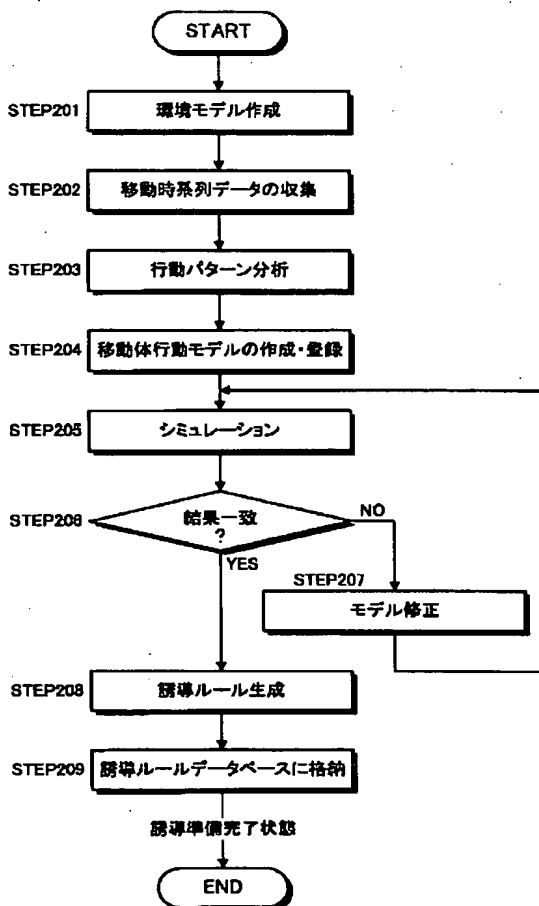 START
STEP201 環境モデル作成
STEP202 移動時系列データの収集
STEP203 行動パターン分析
STEP204 移動体行動モデルの作成・登録
STEP205 シミュレーション
STEP206 結果一致
?
NO
YES
STEP207
モデル修正
STEP208 誘導ルール生成
STEP209 誘導ルールデータベースに格納
誘導準備完了状態
END